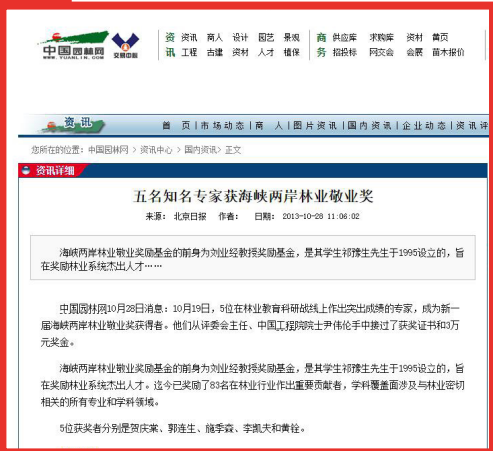 中国园林网
WWW.YUANLIN.COM
交易中心
资讯 资讯 商人 设计 园艺 景观
工程 古建 资材 人才 植保
商务 供应库 求购库 资材 黄页
招投标 网交会 会展 苗木报价
资讯
首 页|市场动态|商 人|图片资讯|国内资讯|企业动态|资讯评
您所在的位置：中国园林网 > 资讯中心 > 国内资讯> 正文
资讯详细
五名知名专家获海峡两岸林业敬业奖
来源： 北京日报 作者： 日期： 2013-10-28 11:06:02
海峡两岸林业敬业奖励基金的前身为刘业经教授奖励基金，是其学生祁豫生先生于1995设立的，旨
在奖励林业系统杰出人才……
中国园林网10月28日消息：10月19日，5位在林业教育科研战线上作出突出成绩的专家，成为新一
届海峡两岸林业敬业奖获得者。他们从评委会主任、中国工程院院士尹伟伦手中接过了获奖证书和3万
元奖金。
海峡两岸林业敬业奖励基金的前身为刘业经教授奖励基金，是其学生祁豫生先生于1995设立的，旨
在奖励林业系统杰出人才。迄今已奖励了83名在林业行业作出重要贡献者，学科覆盖面涉及与林业密切
相关的所有专业和学科领域。
5位获奖者分别是贺庆棠、郭连生、施季森、李凯夫和黄铨。